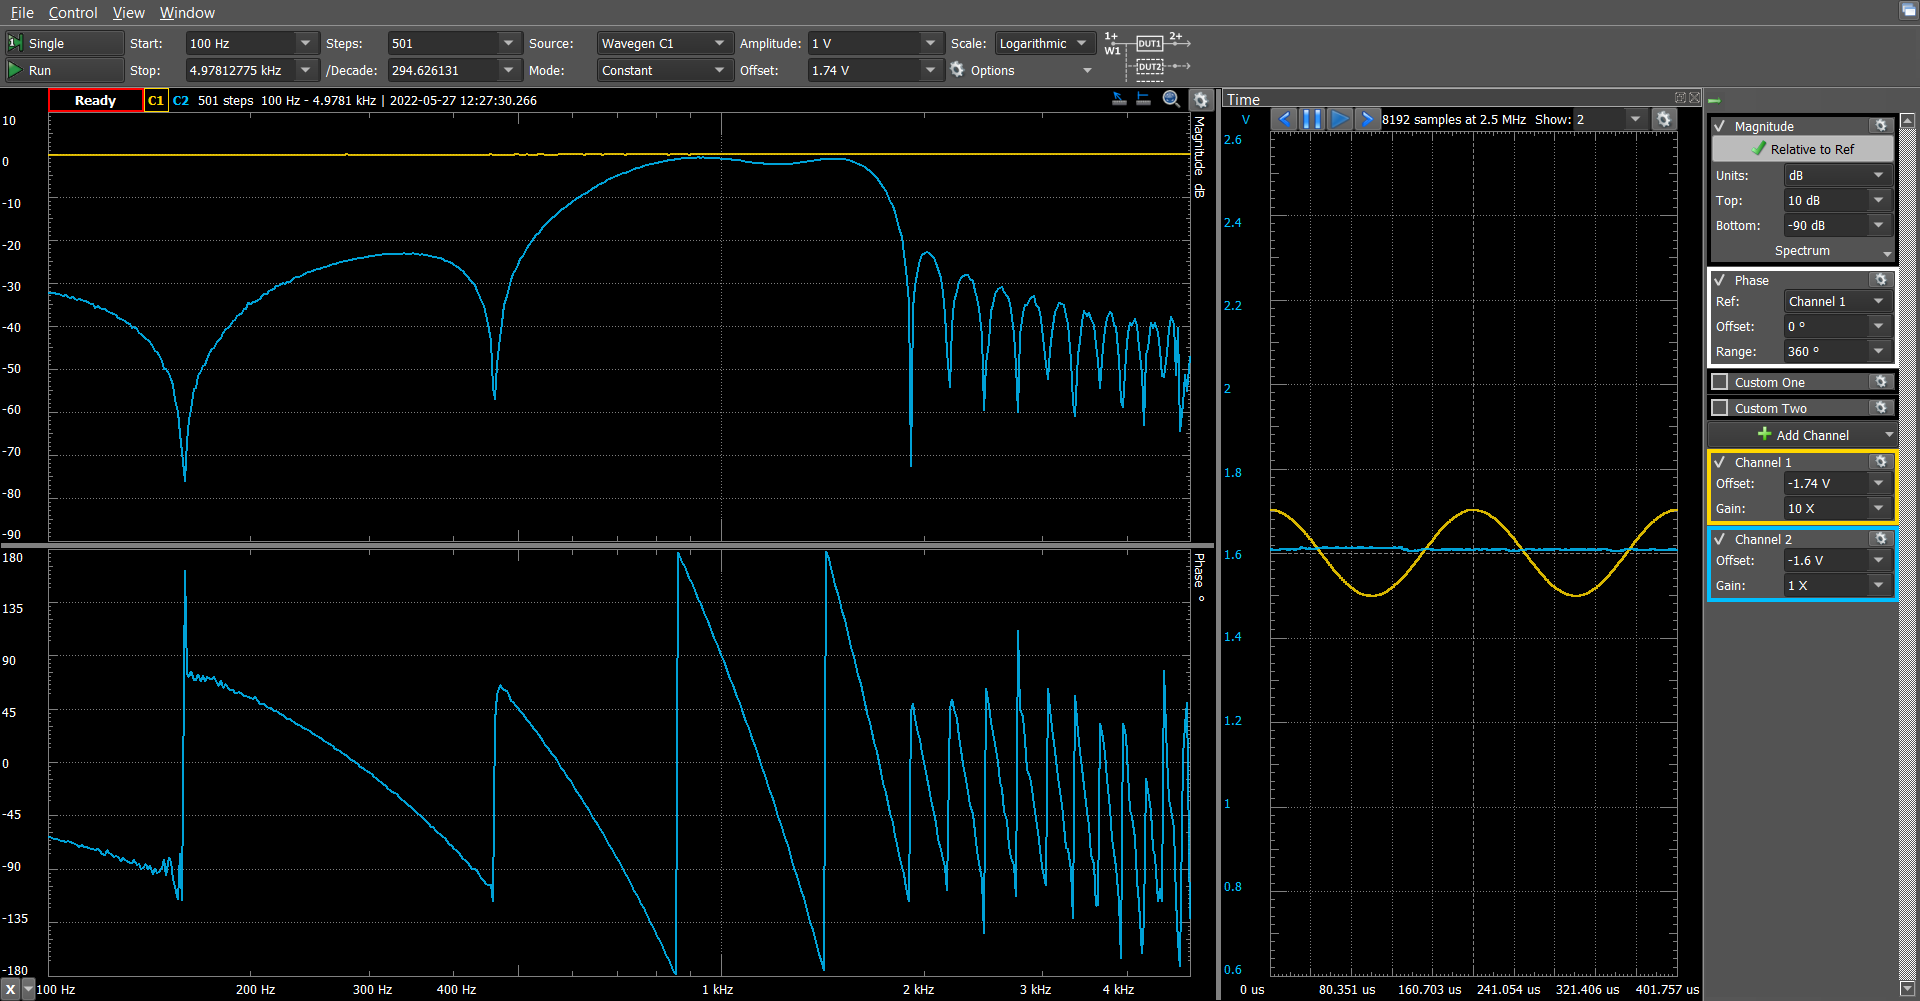 File Control View Window
Single Start: 100 Hz Steps: 501 Source: Wavegen C1 Amplitude: 1 V Scale: Logarithmic 1+ W1 DUT1 2+
Run Stop: 4.97812775 kHz /Decade: 294.626131 Mode: Constant Offset: 1.74 V Options DUT2
Ready C1 C2 501 steps 100 Hz - 4.9781 kHz | 2022-05-27 12:27:30.266
10
0
-10
-20
-30
-40
-50
-60
-70
-80
-90
Magnitude dB
180
135
90
45
0
-45
-90
-135
-180
Phase °
X 100 Hz 200 Hz 300 Hz 400 Hz 1 kHz 2 kHz 3 kHz 4 kHz
Time
V 8192 samples at 2.5 MHz Show: 2
2.6
2.4
2.2
2
1.8
1.6
1.4
1.2
1
0.8
0.6
0 us 80.351 us 160.703 us 241.054 us 321.406 us 401.757 us
Magnitude
Relative to Ref
Units: dB
Top: 10 dB
Bottom: -90 dB
Spectrum
Phase
Ref: Channel 1
Offset: 0 º
Range: 360 º
Custom One
Custom Two
Add Channel
Channel 1
Offset: -1.74 V
Gain: 10 X
Channel 2
Offset: -1.6 V
Gain: 1 X